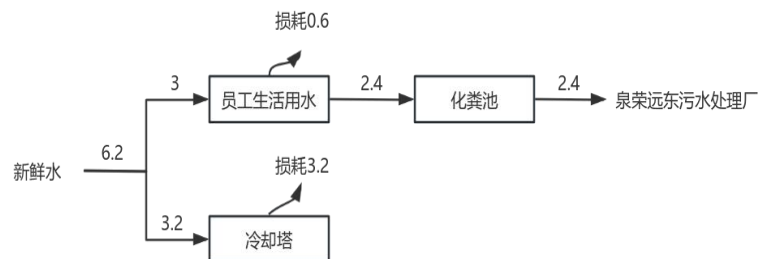 损耗0.6
3
员工生活用水
2.4
化粪池
2.4
泉荣远东污水处理厂
新鲜水
6.2
损耗3.2
3.2
冷却塔